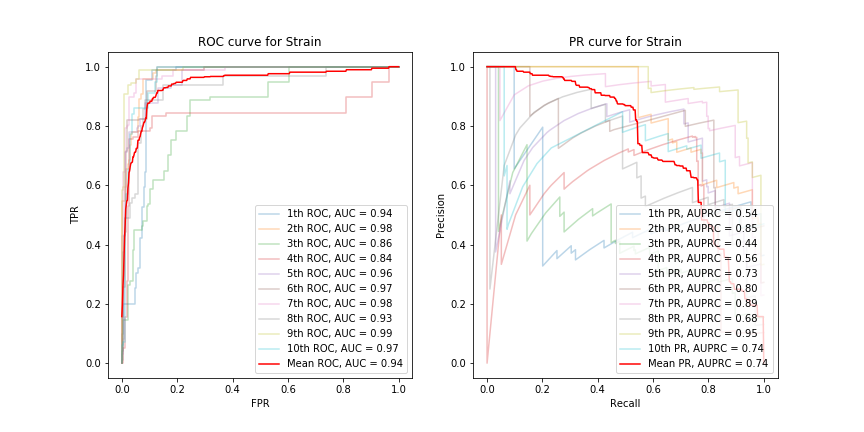 ROC curve for Strain
1.0
0.8
0.6
0.4
0.2
0.0
TPR
0.0
0.2
0.4
0.6
0.8
1.0
FPR
1th ROC, AUC = 0.94
2th ROC, AUC = 0.98
3th ROC, AUC = 0.86
4th ROC, AUC = 0.84
5th ROC, AUC = 0.96
6th ROC, AUC = 0.97
7th ROC, AUC = 0.98
8th ROC, AUC = 0.93
9th ROC, AUC = 0.99
10th ROC, AUC = 0.97
Mean ROC, AUC = 0.94
PR curve for Strain
1.0
0.8
0.6
0.4
0.2
0.0
Precision
0.0
0.2
0.4
0.6
0.8
1.0
Recall
1th PR, AUPRC = 0.54
2th PR, AUPRC = 0.85
3th PR, AUPRC = 0.44
4th PR, AUPRC = 0.56
5th PR, AUPRC = 0.73
6th PR, AUPRC = 0.80
7th PR, AUPRC = 0.89
8th PR, AUPRC = 0.68
9th PR, AUPRC = 0.95
10th PR, AUPRC = 0.74
Mean PR, AUPRC = 0.74